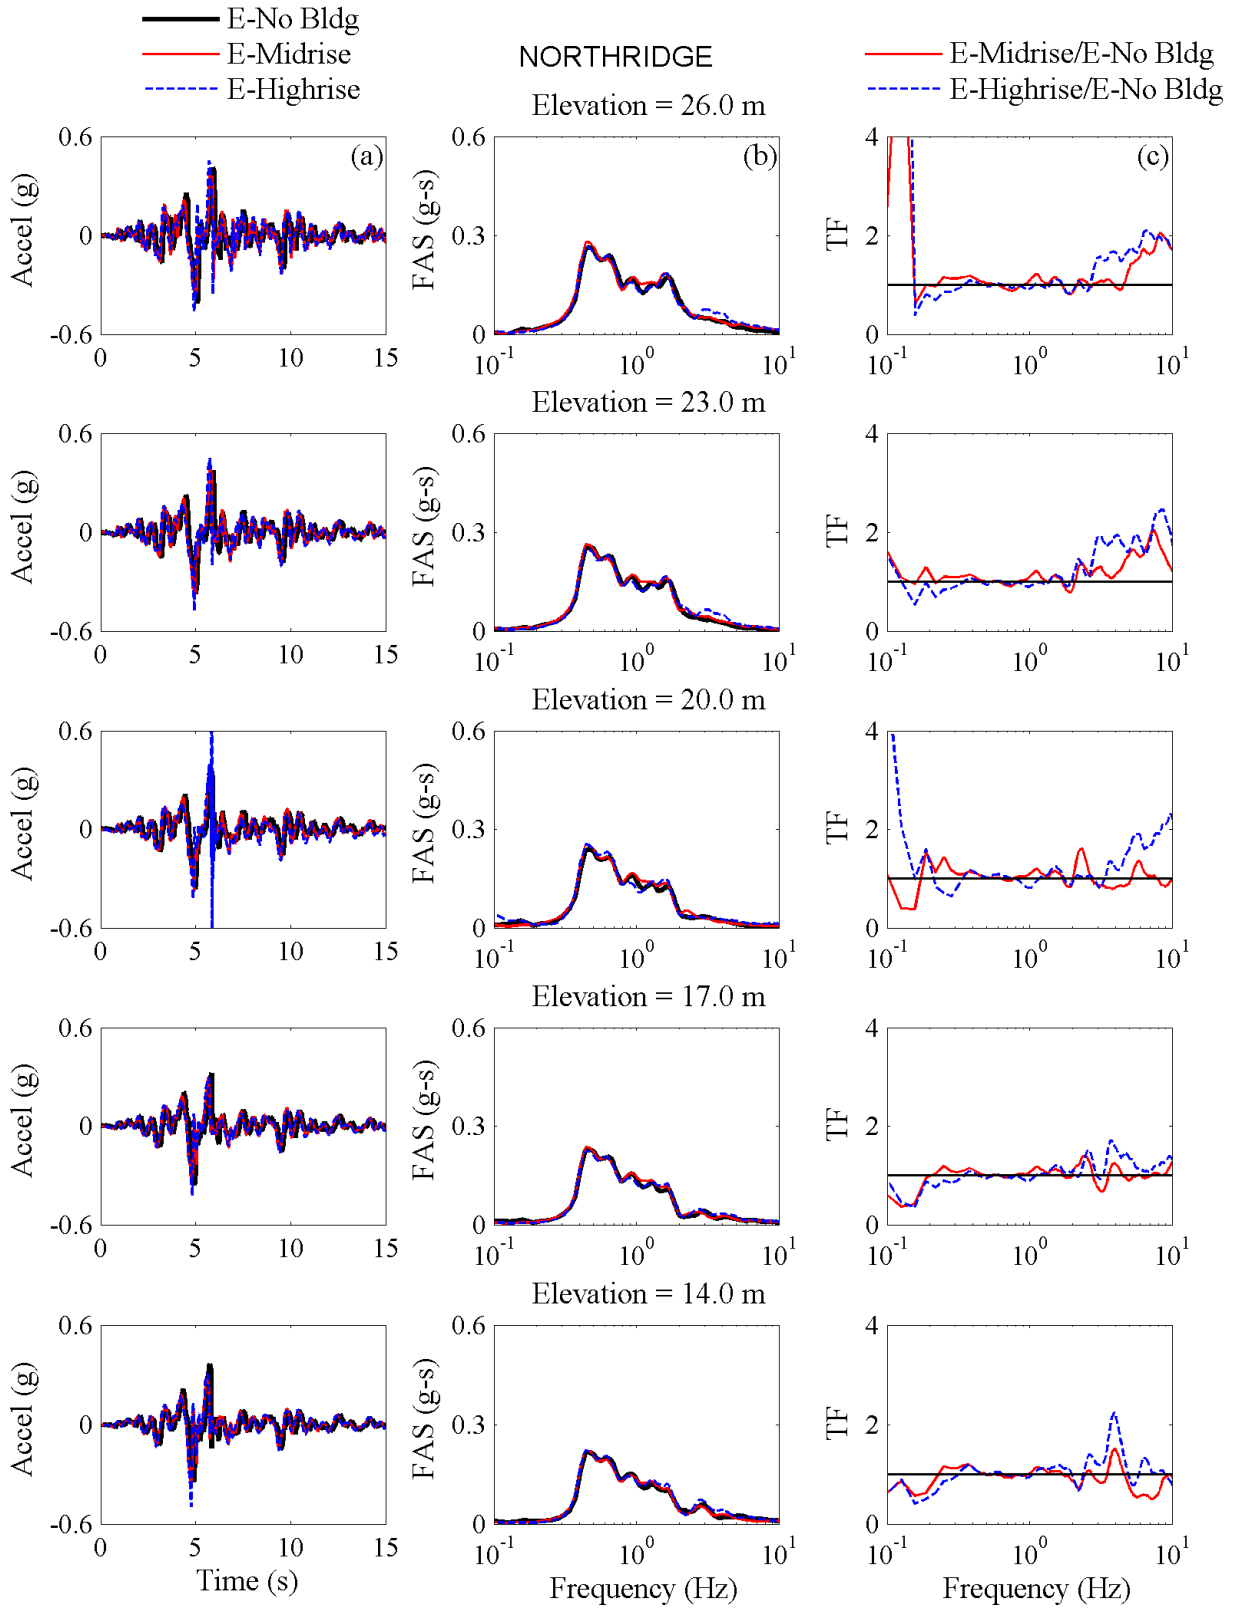 E-No Bldg
E-Midrise
E-Highrise
NORTHRIDGE
E-Midrise/E-No Bldg
E-Highrise/E-No Bldg
Elevation = 26.0 m
0.6
0
-0.6
Accel (g)
(a)
0 5 10 15
0.6
0.3
0
FAS (g-s)
(b)
10^-1 10^0 10^1
4
2
0
TF
(c)
10^-1 10^0 10^1
Elevation = 23.0 m
0.6
0
-0.6
Accel (g)
0 5 10 15
0.6
0.3
0
FAS (g-s)
10^-1 10^0 10^1
4
2
0
TF
10^-1 10^0 10^1
Elevation = 20.0 m
0.6
0
-0.6
Accel (g)
0 5 10 15
0.6
0.3
0
FAS (g-s)
10^-1 10^0 10^1
4
2
0
TF
10^-1 10^0 10^1
Elevation = 17.0 m
0.6
0
-0.6
Accel (g)
0 5 10 15
0.6
0.3
0
FAS (g-s)
10^-1 10^0 10^1
4
2
0
TF
10^-1 10^0 10^1
Elevation = 14.0 m
0.6
0
-0.6
Accel (g)
0 5 10 15
Time (s)
0.6
0.3
0
FAS (g-s)
10^-1 10^0 10^1
Frequency (Hz)
4
2
0
TF
10^-1 10^0 10^1
Frequency (Hz)